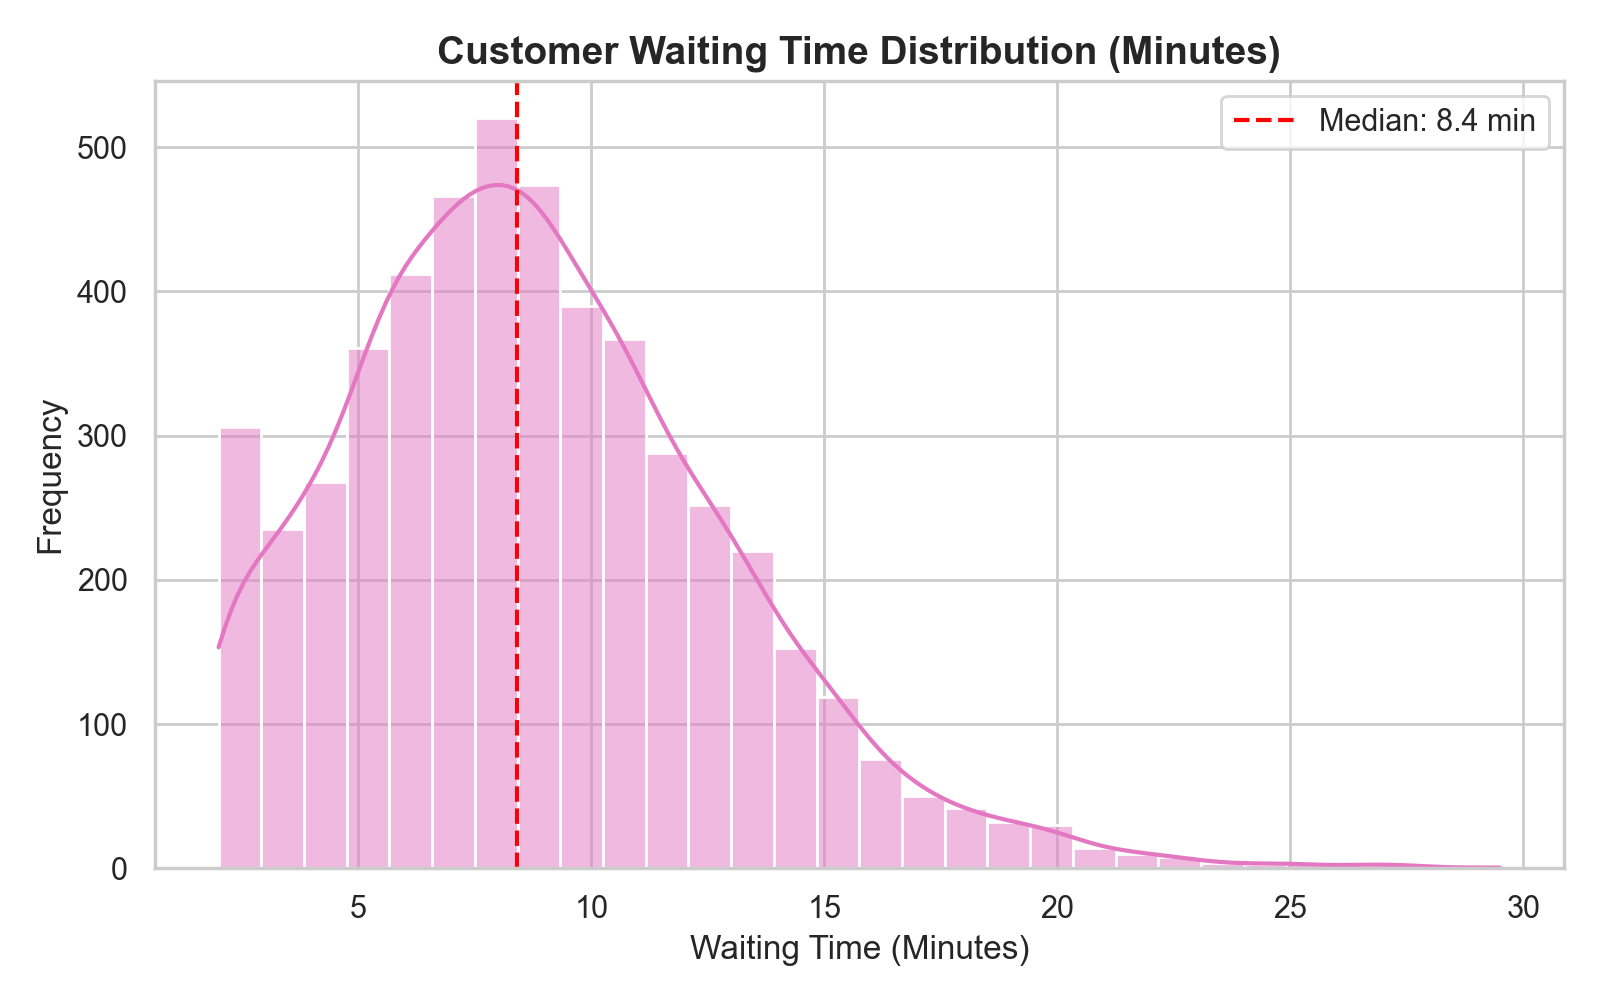 Customer Waiting Time Distribution (Minutes)
Median: 8.4 min
Frequency
500
400
300
200
100
0
5 10 15 20 25 30
Waiting Time (Minutes)